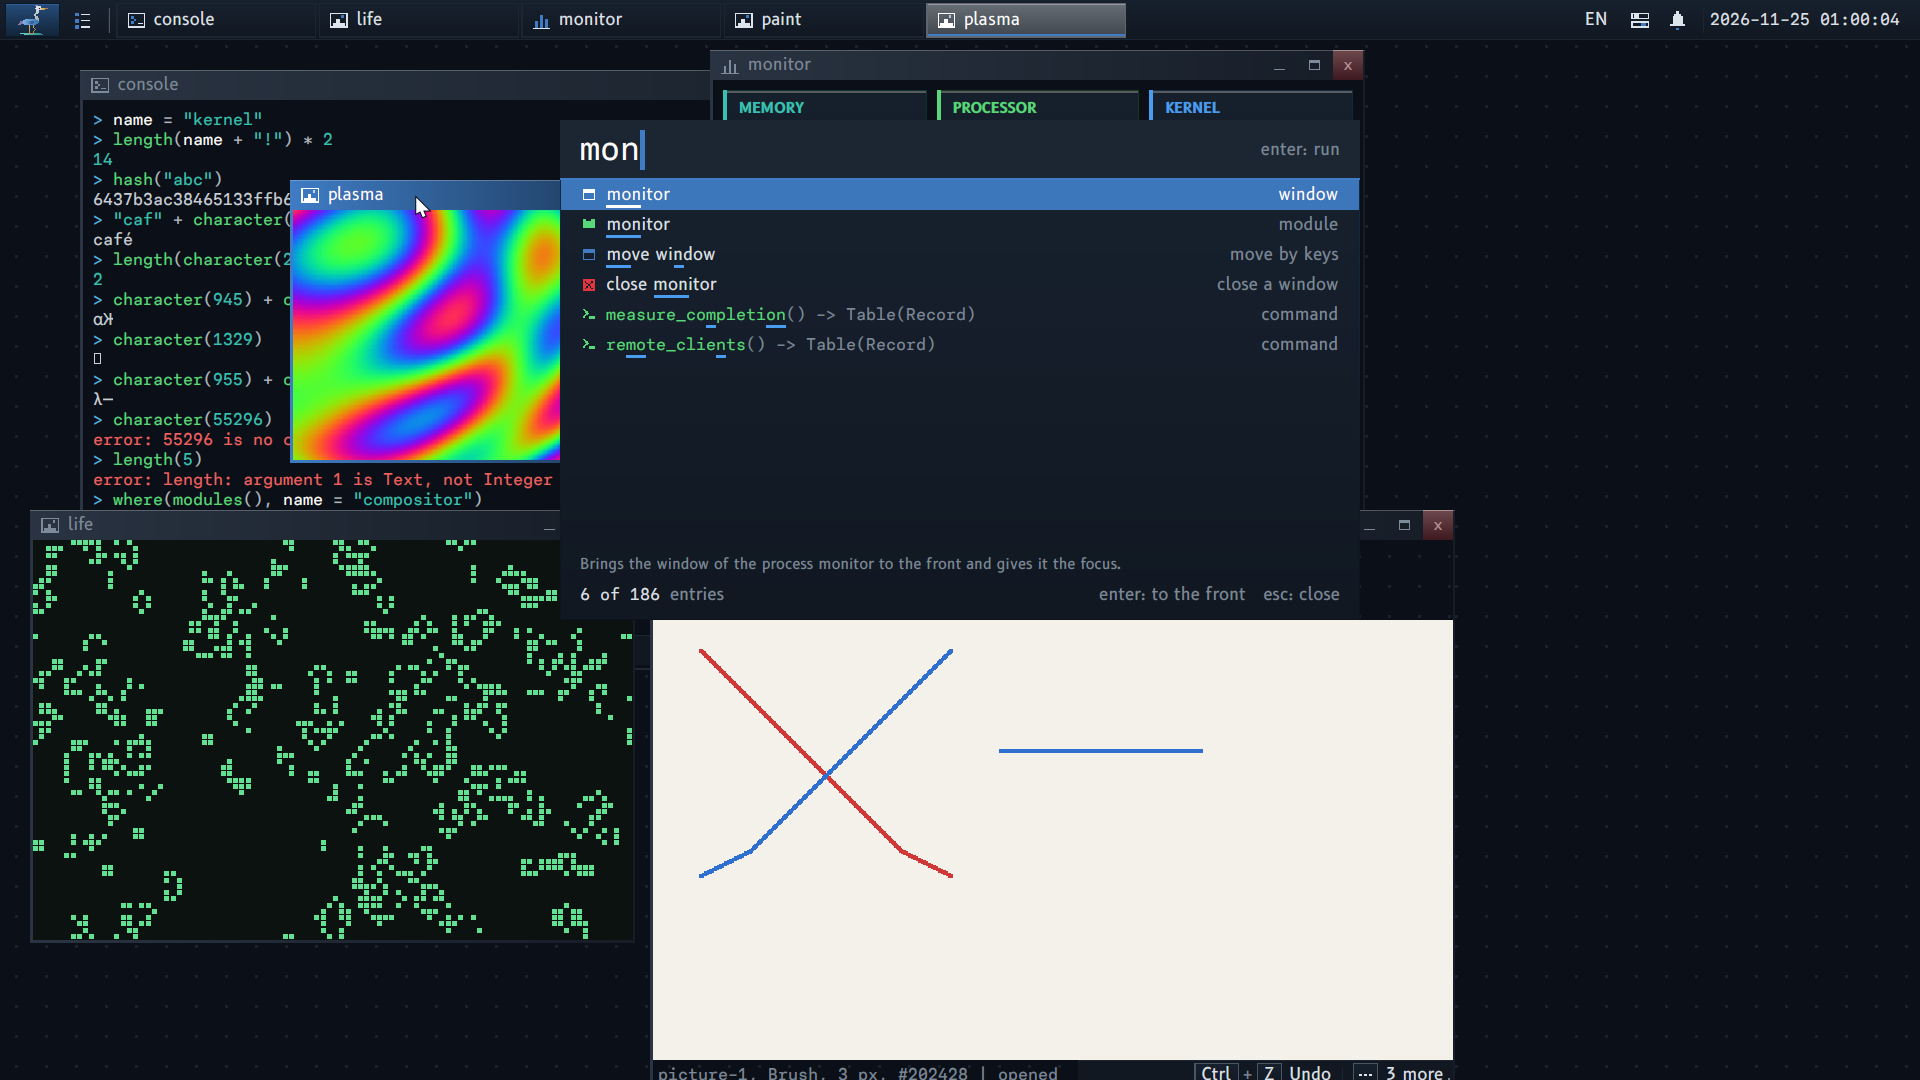 console
life
monitor
paint
plasma
EN
2026-11-25 01:00:04
console
> name = "kernel"
> length(name + "!") * 2
14
> hash("abc")
6437b3ac38465133ffb6
> "caf" + character(
café
> length(character(2
2
> character(945) + c
> character(1329)
> character(955) + c
λ—
> character(55296)
error: 55296 is no c
> length(5)
error: length: argument 1 is Text, not Integer
> where(modules(), name = "compositor")
plasma
monitor
x
MEMORY
PROCESSOR
KERNEL
mon
enter: run
monitor
window
monitor
module
move window
move by keys
close monitor
close a window
measure_completion() -> Table(Record)
command
remote_clients() -> Table(Record)
command
Brings the window of the process monitor to the front and gives it the focus.
6 of 186 entries
enter: to the front
esc: close
life
x
picture-1, Brush, 3 px, #202428 | opened
Ctrl + Z Undo
3 more